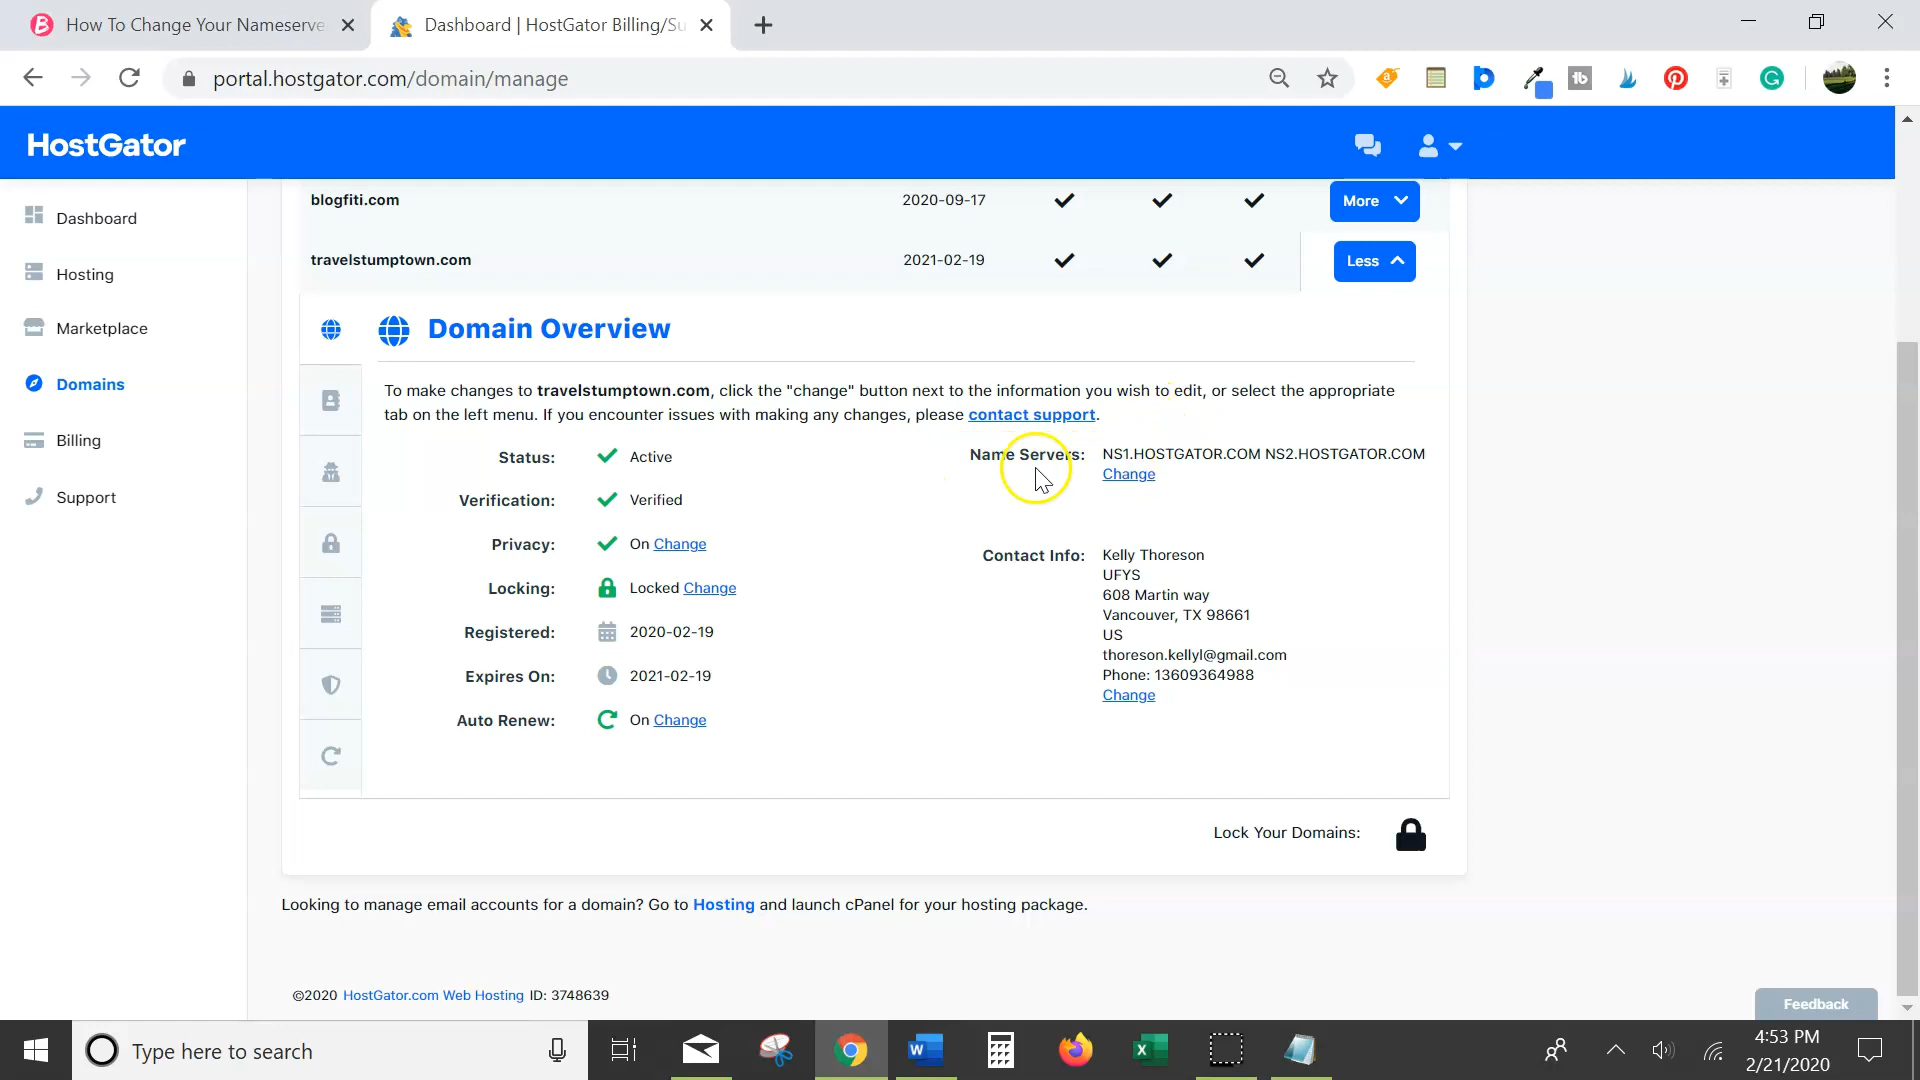 How To Change Your Nameserve
Dashboard | HostGator Billing/Su
portal.hostgator.com/domain/manage
HostGator
Dashboard
Hosting
Marketplace
Domains
Billing
Support
blogfiti.com 2020-09-17 More
travelstumptown.com 2021-02-19 Less
Domain Overview
To make changes to travelstumptown.com, click the "change" button next to the information you wish to edit, or select the appropriate
tab on the left menu. If you encounter issues with making any changes, please contact support.
Status: Active
Verification: Verified
Privacy: On Change
Locking: Locked Change
Registered: 2020-02-19
Expires On: 2021-02-19
Auto Renew: On Change
Name Servers: NS1.HOSTGATOR.COM NS2.HOSTGATOR.COM
Change
Contact Info: Kelly Thoreson
UFYS
608 Martin way
Vancouver, TX 98661
US
thoreson.kellyl@gmail.com
Phone: 13609364988
Change
Lock Your Domains:
Looking to manage email accounts for a domain? Go to Hosting and launch cPanel for your hosting package.
©2020 HostGator.com Web Hosting ID: 3748639
Feedback
Type here to search
4:53 PM
2/21/2020